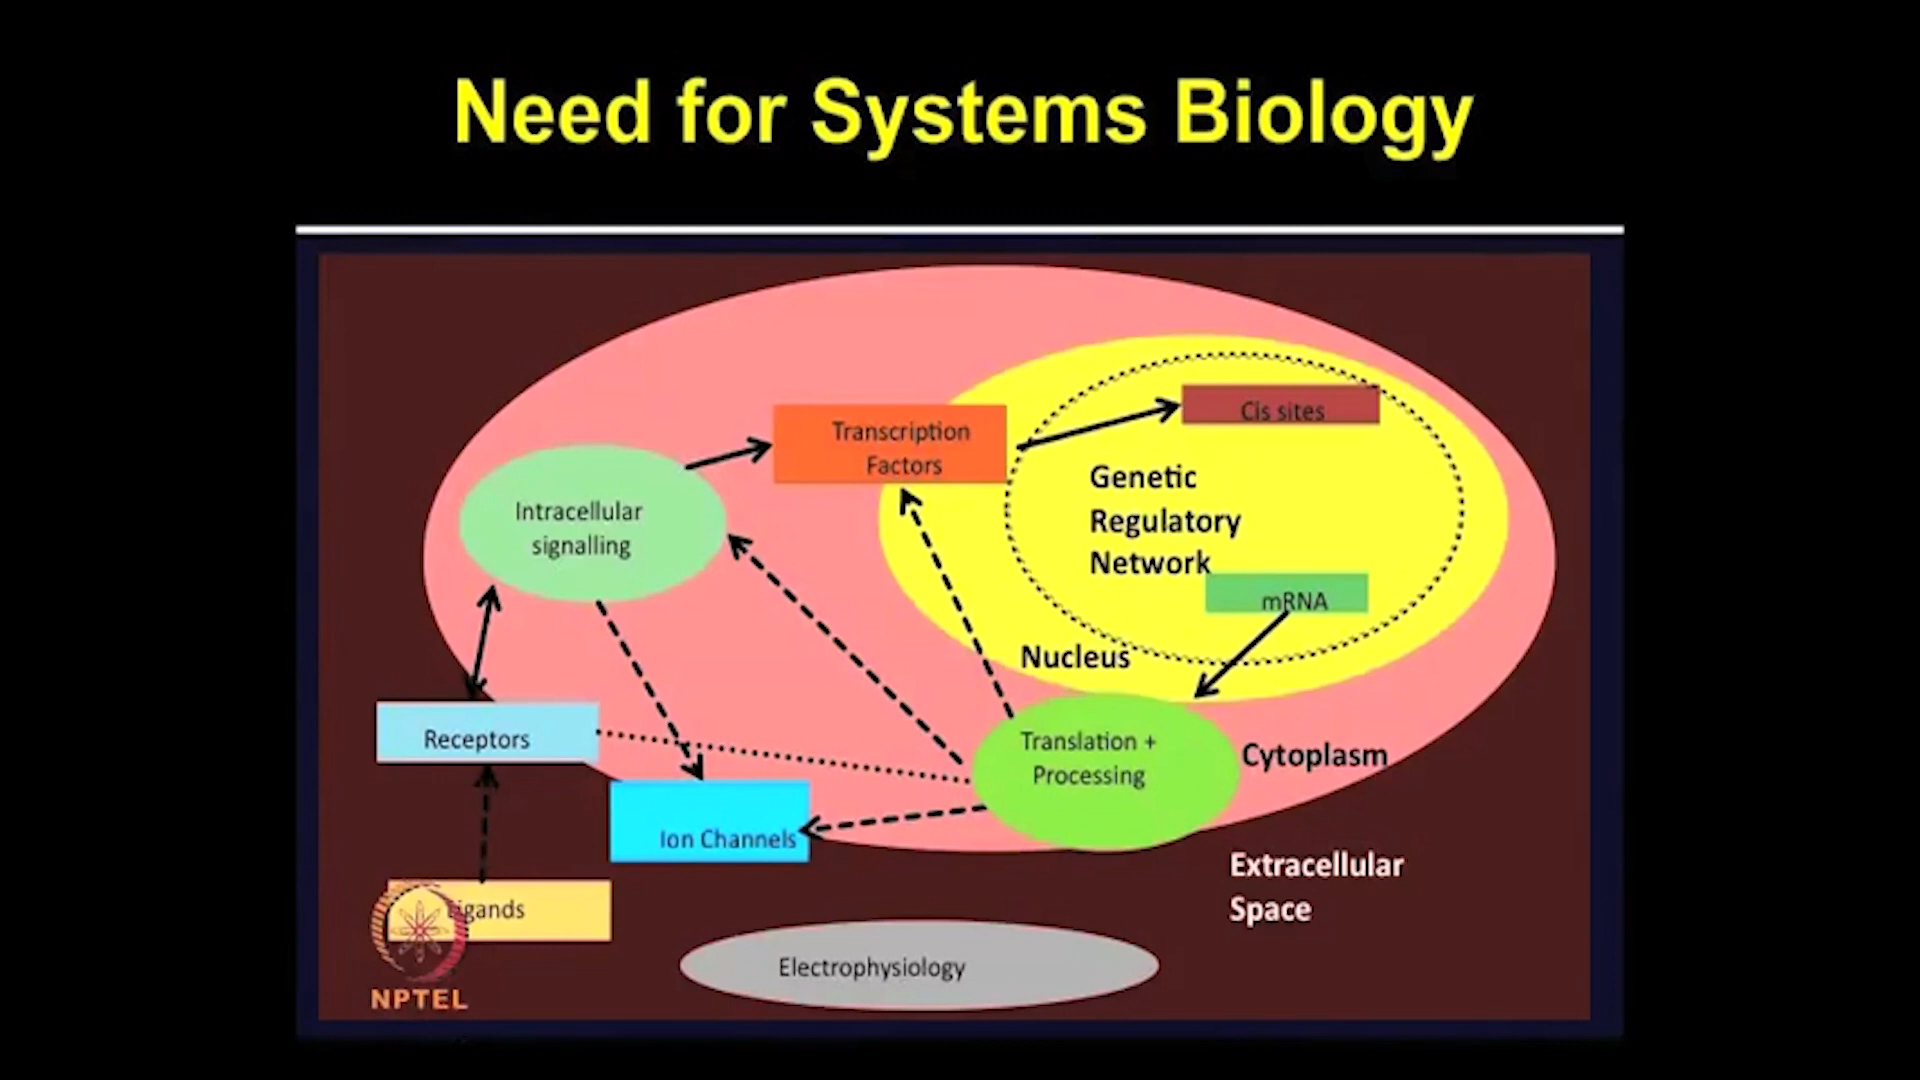 Need for Systems Biology
Cis sites
Transcription
Factors
Genetic
Regulatory
Network
Intracellular
signalling
mRNA
Nucleus
Receptors
Translation +
Processing
Cytoplasm
Ion Channels
Extracellular
Space
Ligands
Electrophysiology
NPTEL